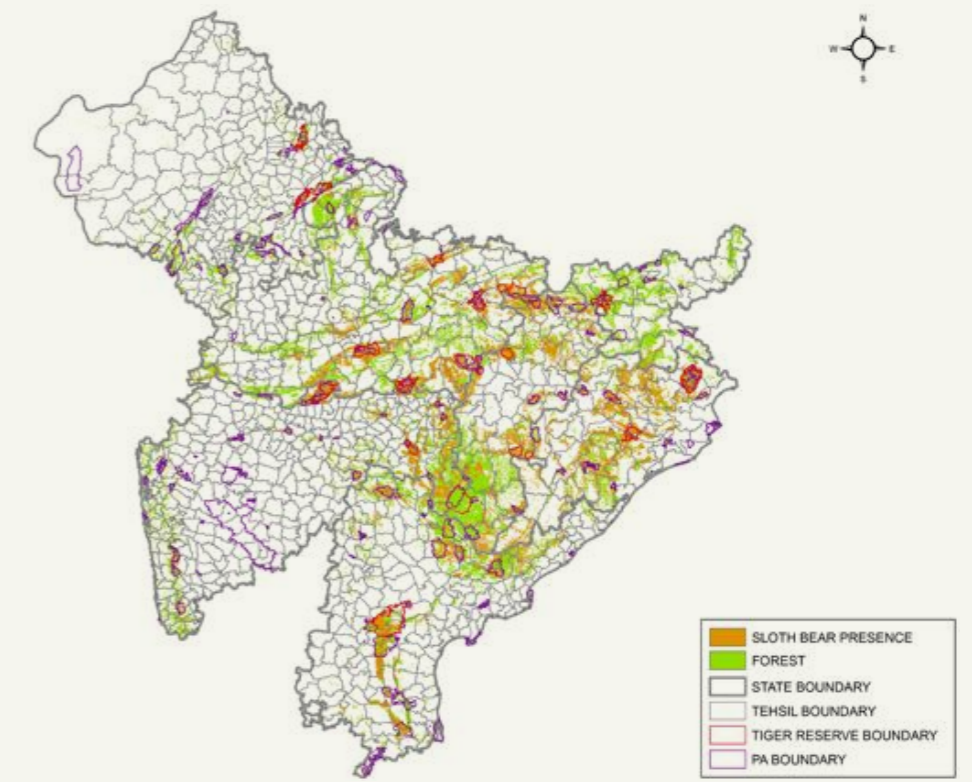 N
W E
S
SLOTH BEAR PRESENCE
FOREST
STATE BOUNDARY
TEHSIL BOUNDARY
TIGER RESERVE BOUNDARY
PA BOUNDARY